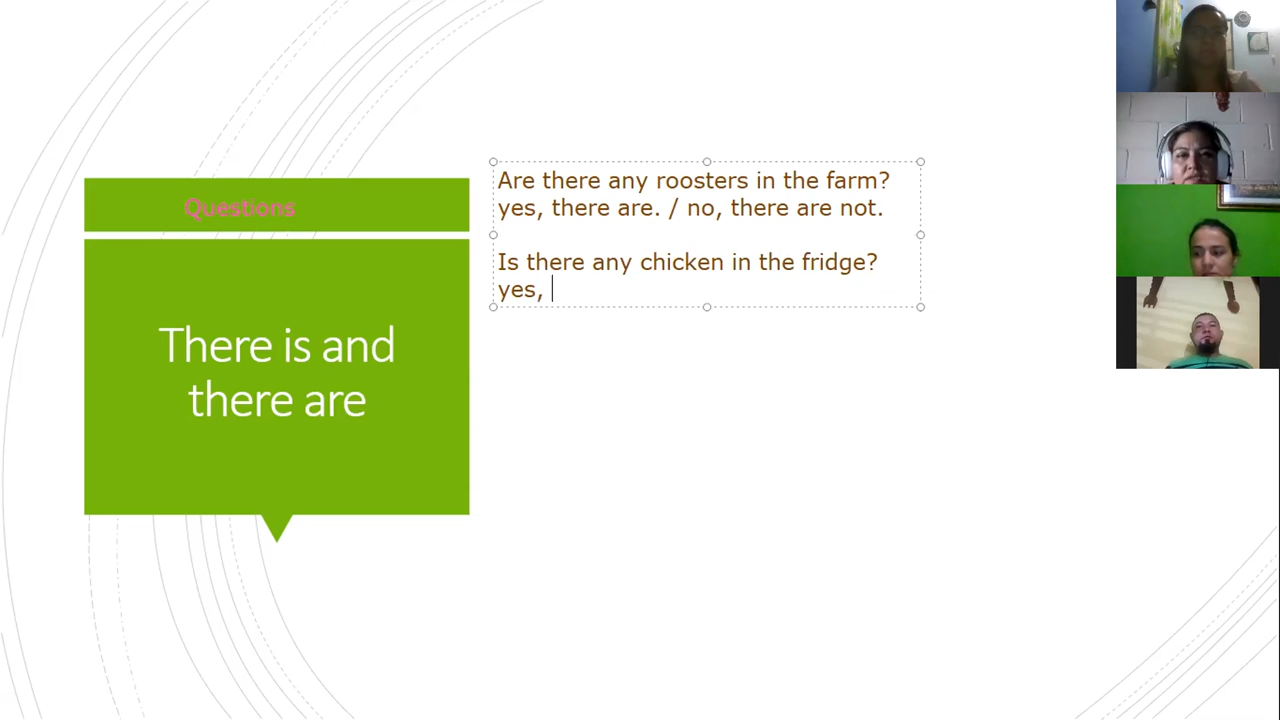 Questions
There is and
there are
Are there any roosters in the farm?
yes, there are. / no, there are not.
Is there any chicken in the fridge?
yes,